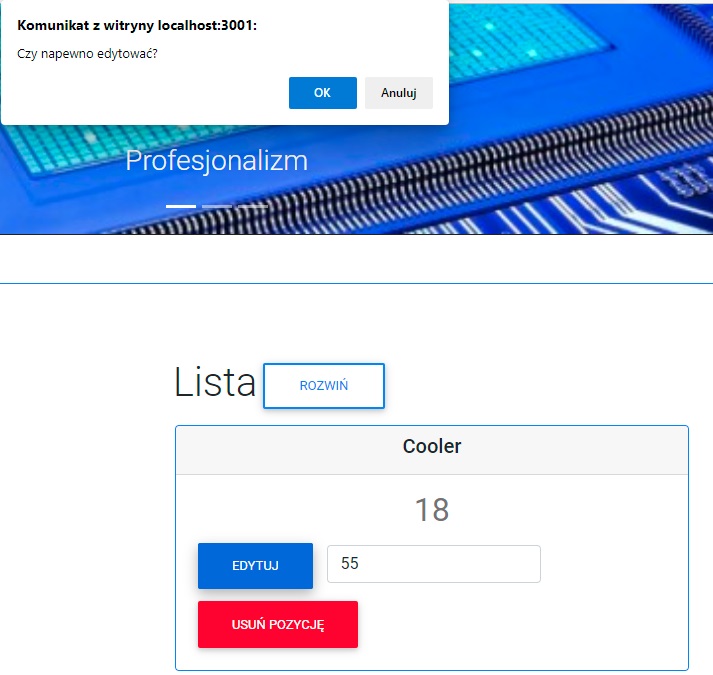 Komunikat z witryny localhost:3001:
Czy napewno edytować?
OK Anuluj
Profesjonalizm
Lista ROZWIŃ
Cooler
18
EDYTUJ 55
USUŃ POZYCJĘ